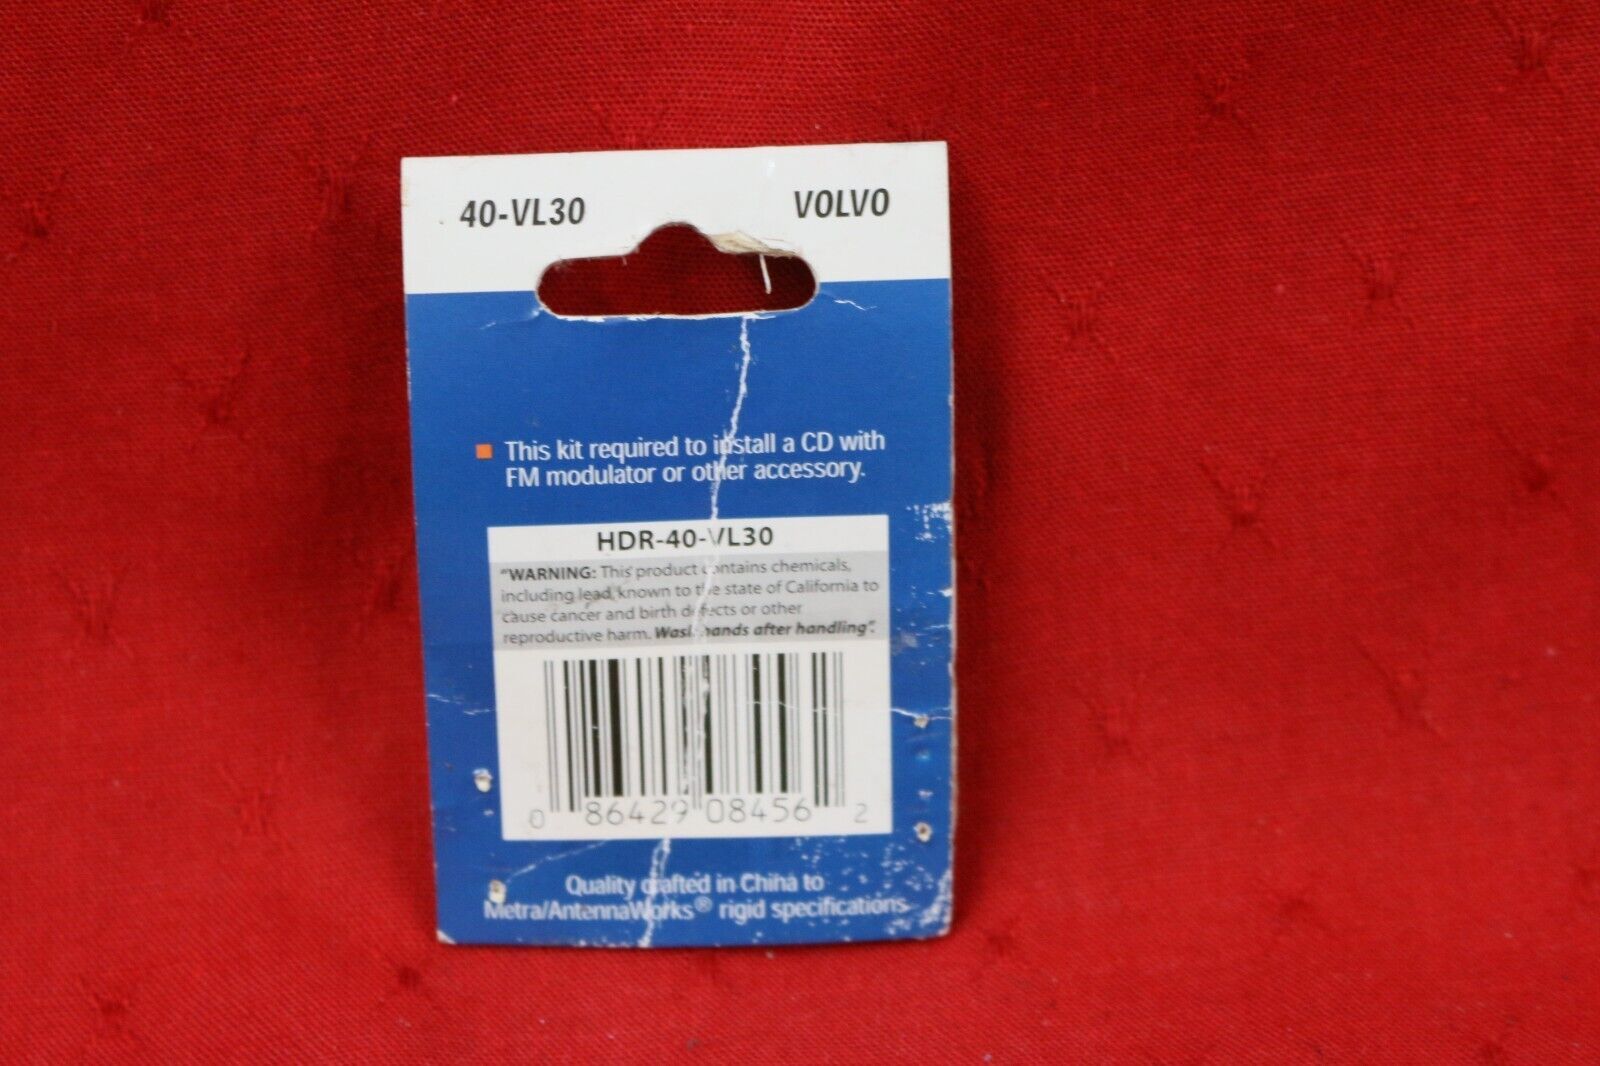 40-VL30 VOLVO
This kit required to install a CD with
FM modulator or other accessory.
HDR-40-VL30
"WARNING: This product contains chemicals,
including lead, known to the state of California to
cause cancer and birth defects or other
reproductive harm. Wash hands after handling".
0 86429 08456 2
Quality crafted in China to
Metra/AntennaWorks® rigid specifications